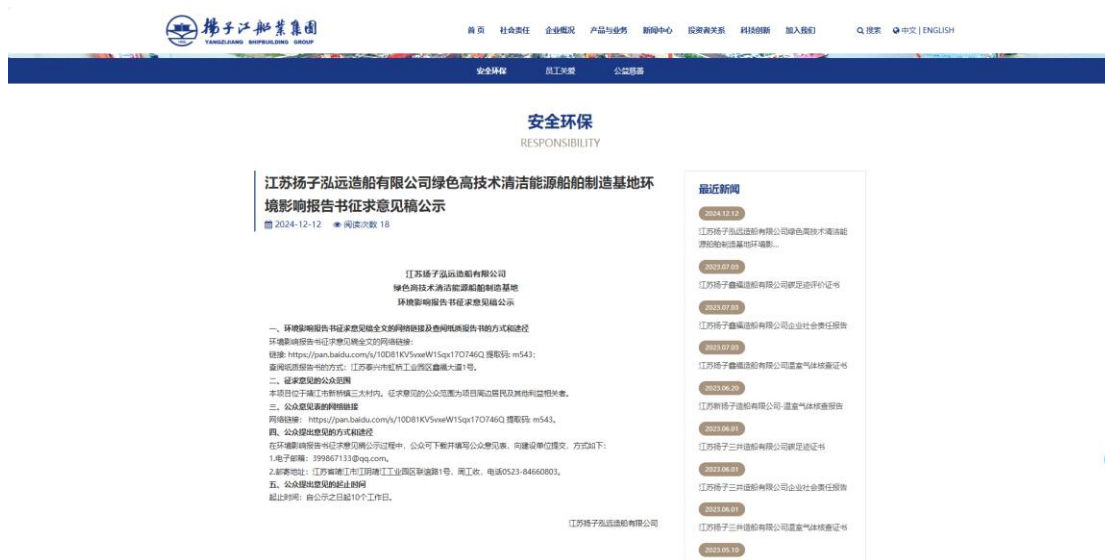 揚子江船業集團
YANGZIJIANG SHIPBUILDING GROUP
首页 社会责任 企业概况 产品与业务 新闻中心 投资者关系 科技创新 加入我们 搜索 中文 | ENGLISH
安全环保 员工关爱 公益慈善
安全环保
RESPONSIBILITY
江苏扬子泓远造船有限公司绿色高技术清洁能源船舶制造基地环
境影响报告书征求意见稿公示
2024-12-12 阅读次数 18
江苏扬子泓远造船有限公司
绿色高技术清洁能源船舶制造基地
环境影响报告书征求意见稿公示
一、环境影响报告书征求意见稿全文的网络链接及查阅纸质报告书的方式和途径
环境影响报告书征求意见稿全文的网络链接:
链接: https://pan.baidu.com/s/10D81KV5vxeW1Sqx17O746Q 提取码: m543;
查阅纸质报告书的方式：江苏泰兴市虹桥工业园区鑫福大道1号。
二、征求意见的公众范围
本项目位于靖江市新桥镇三太村内。征求意见的公众范围为项目周边居民及其他利益相关者。
三、公众意见表的网络链接
网络链接： https://pan.baidu.com/s/10D81KV5vxeW1Sqx17O746Q 提取码: m543。
四、公众提出意见的方式和途径
在环境影响报告书征求意见稿公示过程中，公众可下载并填写公众意见表，向建设单位提交，方式如下：
1.电子邮箱：399867133@qq.com。
2.邮寄地址：江苏省靖江市江阴靖江工业园区联谊路1号，周工收，电话0523-84660803。
五、公众提出意见的起止时间
起止时间：自公示之日起10个工作日。
江苏扬子泓远造船有限公司
最近新闻
2024.12.12
江苏扬子泓远造船有限公司绿色高技术清洁能
源船舶制造基地环境影...
2023.07.03
江苏扬子鑫福造船有限公司碳足迹评价证书
2023.07.03
江苏扬子鑫福造船有限公司企业社会责任报告
2023.07.03
江苏扬子鑫福造船有限公司温室气体核查证书
2023.06.20
江苏新扬子造船有限公司-温室气体核查报告
2023.06.01
江苏扬子三井造船有限公司碳足迹证书
2023.06.01
江苏扬子三井造船有限公司企业社会责任报告
2023.06.01
江苏扬子三井造船有限公司温室气体核查证书
2023.05.10